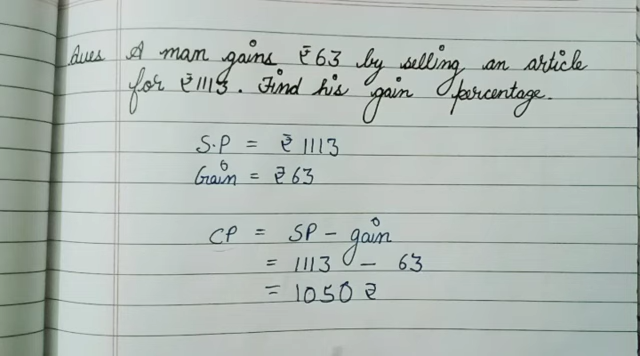 Ques A man gains ₹63 by selling an article
for ₹1113. Find his gain percentage.
S.P = ₹ 1113
Gain = ₹ 63
CP = SP - gain
= 1113 - 63
= 1050 ₹